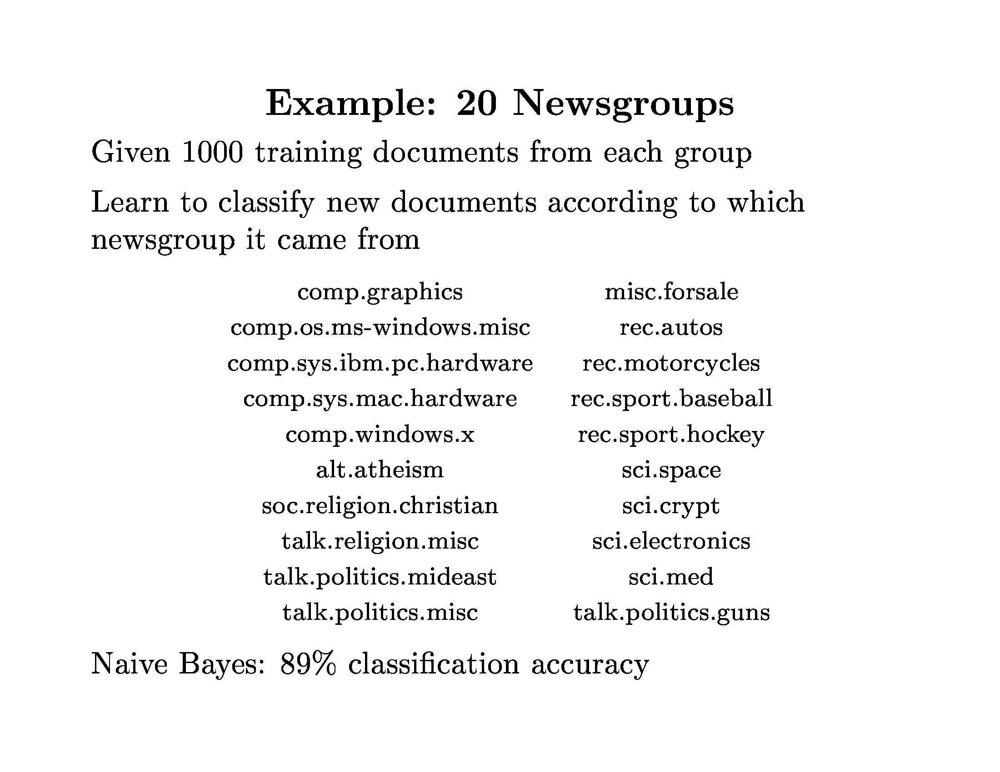 Example: 20 Newsgroups
Given 1000 training documents from each group
Learn to classify new documents according to which
newsgroup it came from
comp.graphics misc.forsale
comp.os.ms-windows.misc rec.autos
comp.sys.ibm.pc.hardware rec.motorcycles
comp.sys.mac.hardware rec.sport.baseball
comp.windows.x rec.sport.hockey
alt.atheism sci.space
soc.religion.christian sci.crypt
talk.religion.misc sci.electronics
talk.politics.mideast sci.med
talk.politics.misc talk.politics.guns
Naive Bayes: 89% classification accuracy